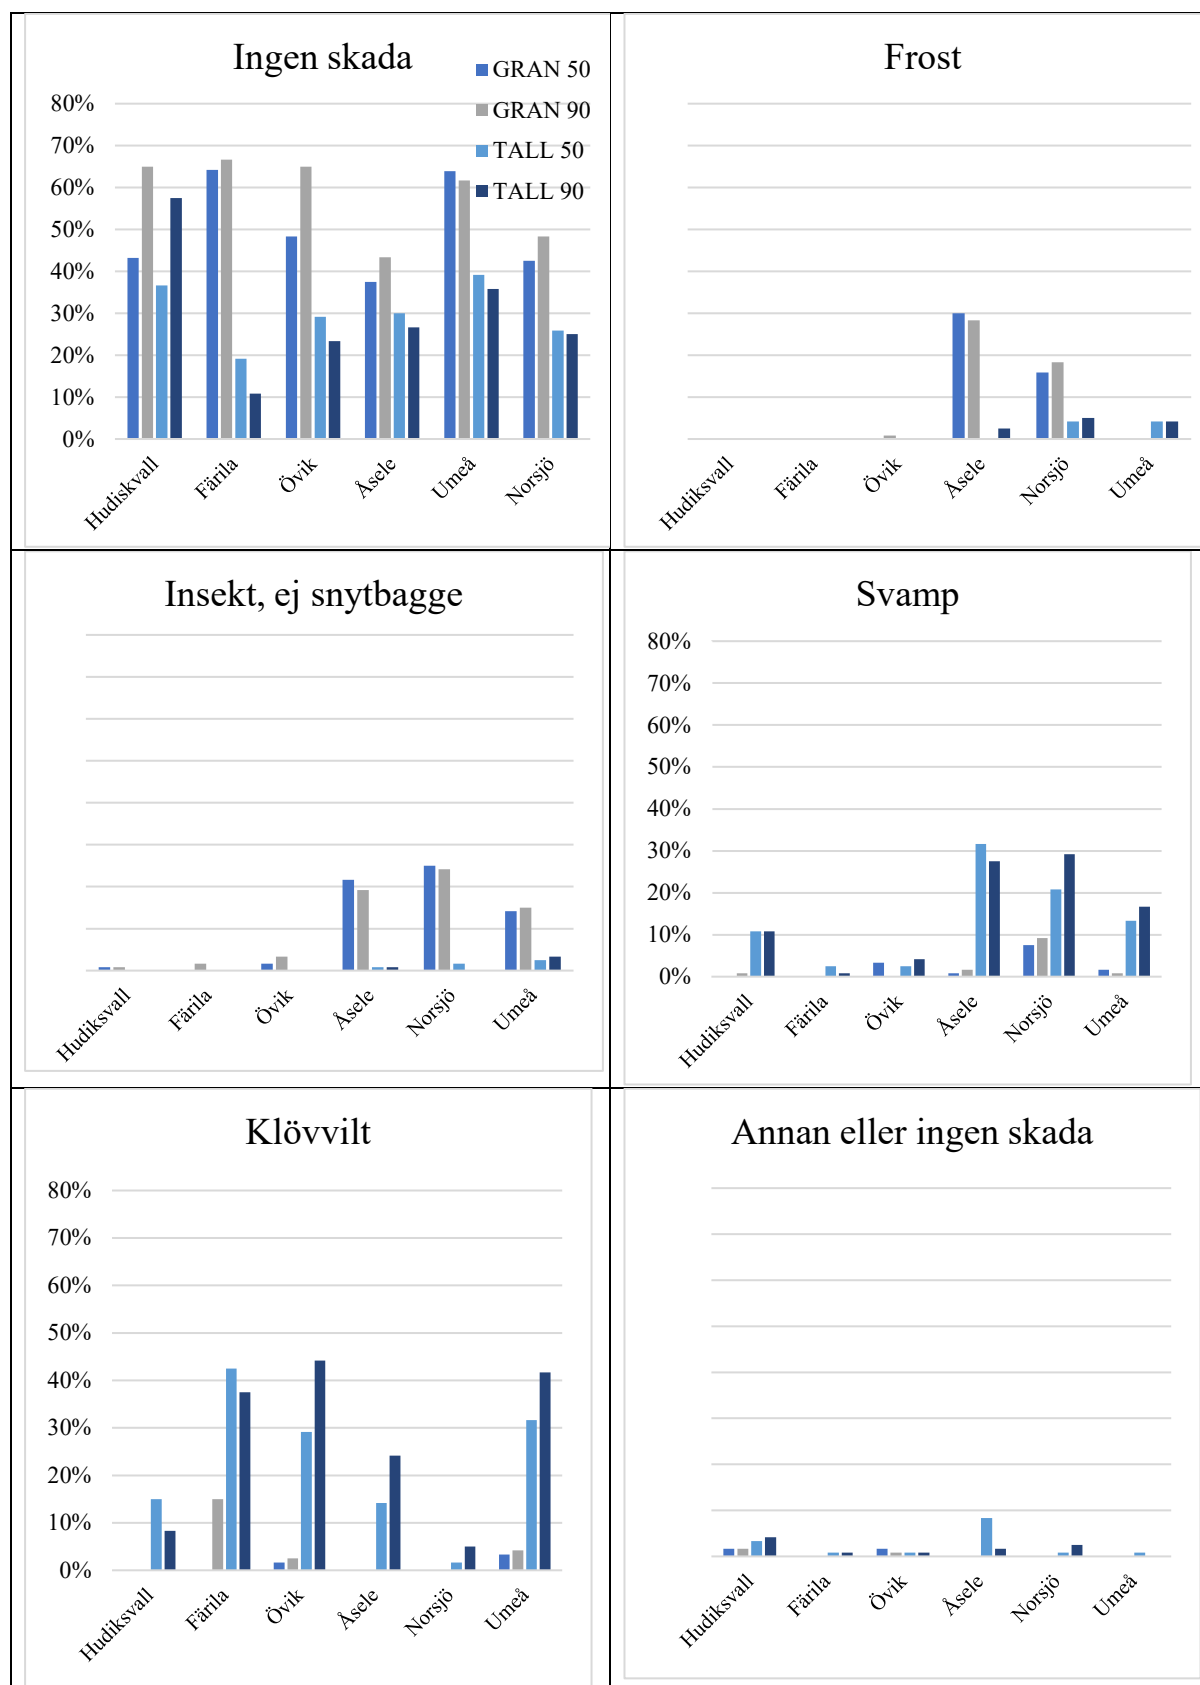 Ingen skada
GRAN 50
GRAN 90
TALL 50
TALL 90
80%
70%
60%
50%
40%
30%
20%
10%
0%
Hudiskvall
Färila
Övik
Åsele
Umeå
Norsjö
Frost
Hudiksvall
Färila
Övik
Åsele
Norsjö
Umeå
Insekt, ej snytbagge
Hudiksvall
Färila
Övik
Åsele
Norsjö
Umeå
Svamp
80%
70%
60%
50%
40%
30%
20%
10%
0%
Hudiksvall
Färila
Övik
Åsele
Norsjö
Umeå
Klövvilt
80%
70%
60%
50%
40%
30%
20%
10%
0%
Hudiksvall
Färila
Övik
Åsele
Norsjö
Umeå
Annan eller ingen skada
Hudiksvall
Färila
Övik
Åsele
Norsjö
Umeå